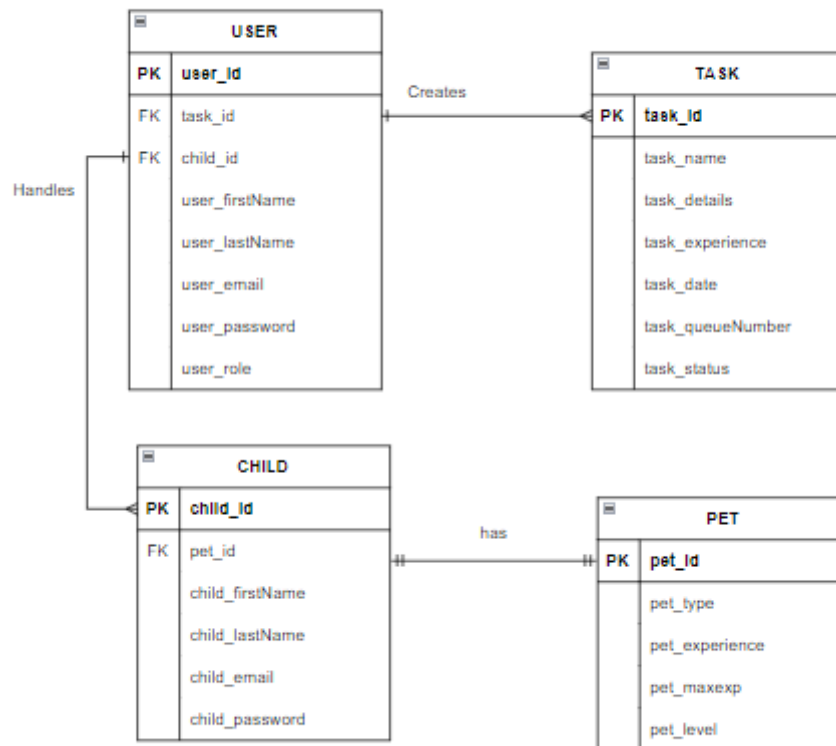 USER
PK user_id
FK task_id
FK child_id
user_firstName
user_lastName
user_email
user_password
user_role
Creates
TASK
PK task_id
task_name
task_details
task_experience
task_date
task_queueNumber
task_status
Handles
CHILD
PK child_id
FK pet_id
child_firstName
child_lastName
child_email
child_password
has
PET
PK pet_id
pet_type
pet_experience
pet_maxexp
pet_level